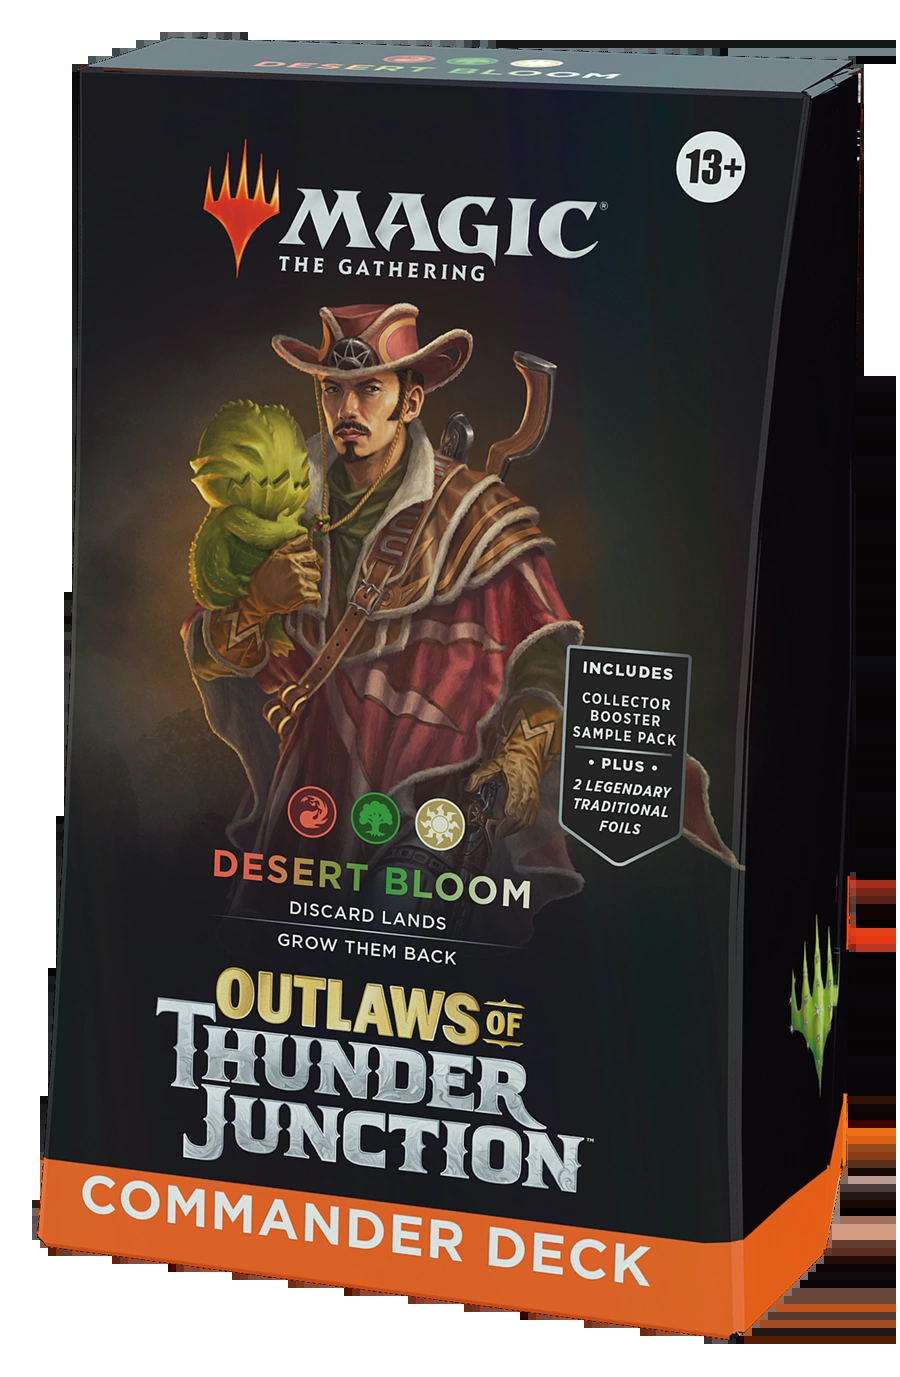 DESERT BLOOM
13+
MAGIC®
THE GATHERING
INCLUDES
COLLECTOR
BOOSTER
SAMPLE PACK
• PLUS •
2 LEGENDARY
TRADITIONAL
FOILS
DESERT BLOOM
DISCARD LANDS
GROW THEM BACK
OUTLAWS OF
THUNDER
JUNCTION™
COMMANDER DECK